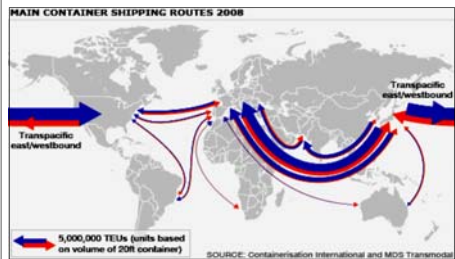 MAIN CONTAINER SHIPPING ROUTES 2008
Transpacific
east/westbound
Transpacific
east/westbound
5,000,000 TEUs (units based
on volume of 20ft container)
SOURCE: Containerisation International and MDS Transmodal